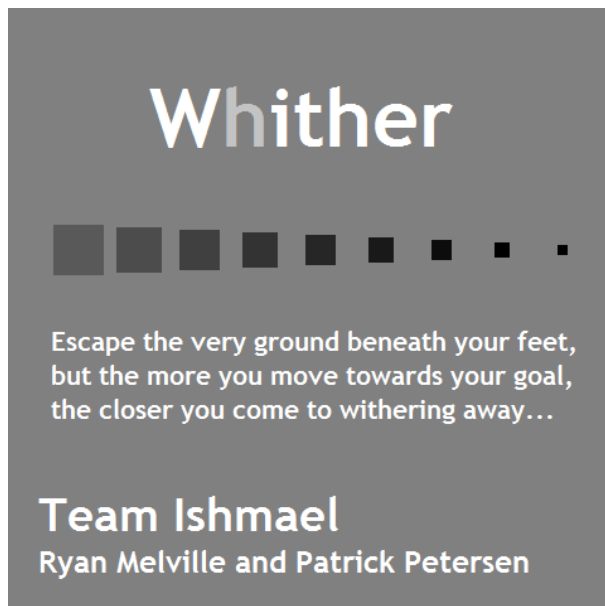 Whither
Escape the very ground beneath your feet,
but the more you move towards your goal,
the closer you come to withering away...
Team Ishmael
Ryan Melville and Patrick Petersen